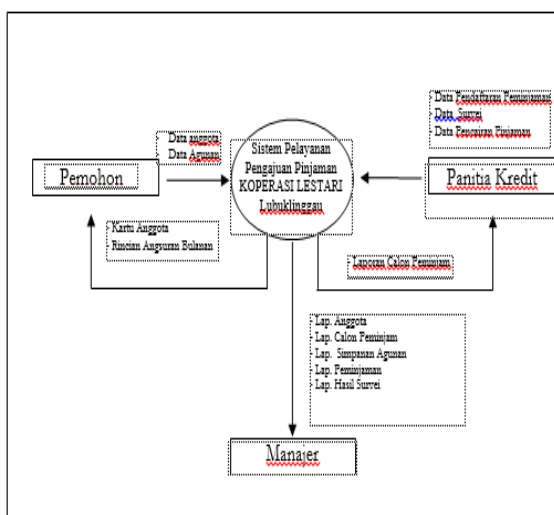 - Data Pendaftaran Peminjaman
- Data Survei
- Data Pencairan Pinjaman
- Data anggota
- Data Agunan
Sistem Pelayanan
Pengajuan Pinjaman
KOPERASI LESTARI
Lubuklinggau
Pemohon
Panitia Kredit
- Kartu Anggota
- Rincian Angsuran Bulanan
- Laporan Calon Peminjam
- Lap. Anggota
- Lap. Calon Peminjam
- Lap. Simpanan Agunan
- Lap. Peminjaman
- Lap. Hasil Survei
Manajer